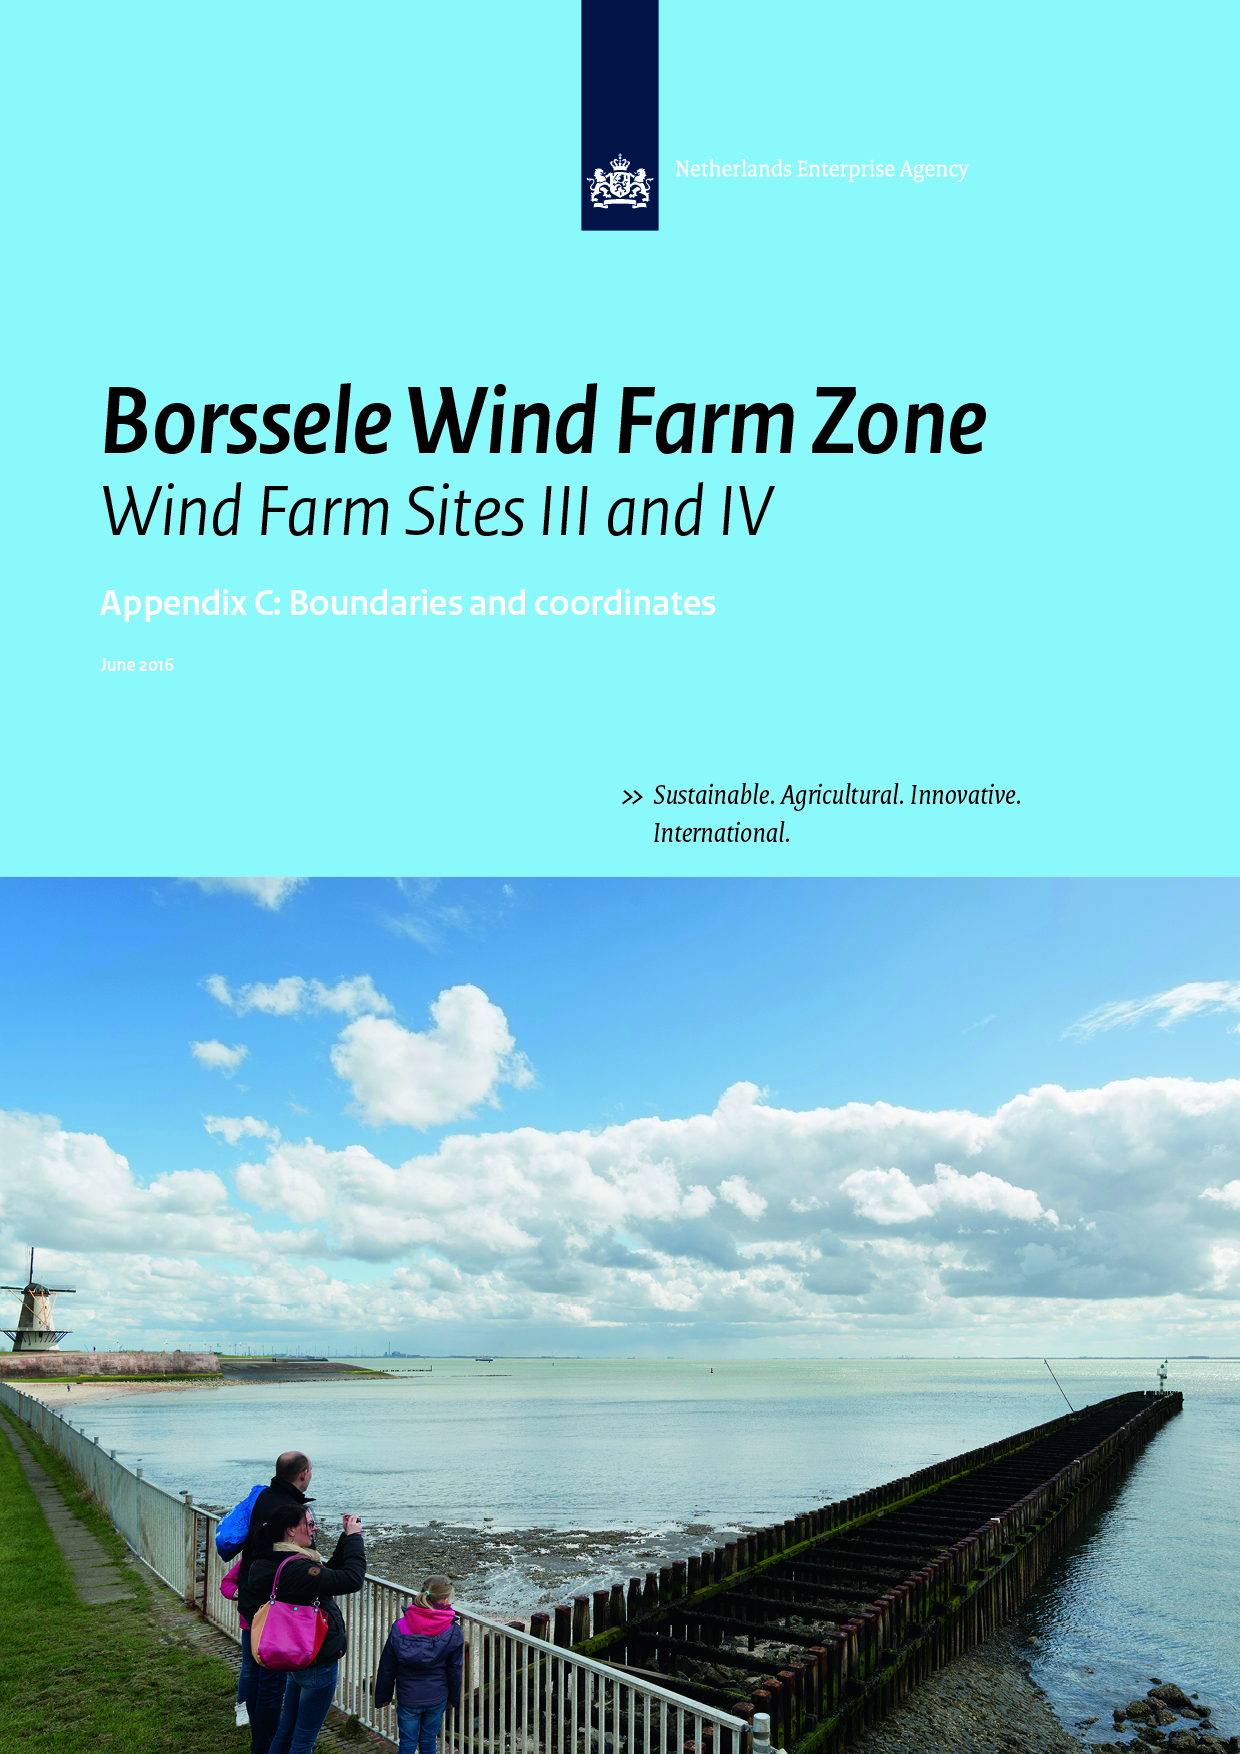 Netherlands Enterprise Agency
Borssele Wind Farm Zone
Wind Farm Sites III and IV
Appendix C: Boundaries and coordinates
June 2016
>> Sustainable. Agricultural. Innovative.
International.